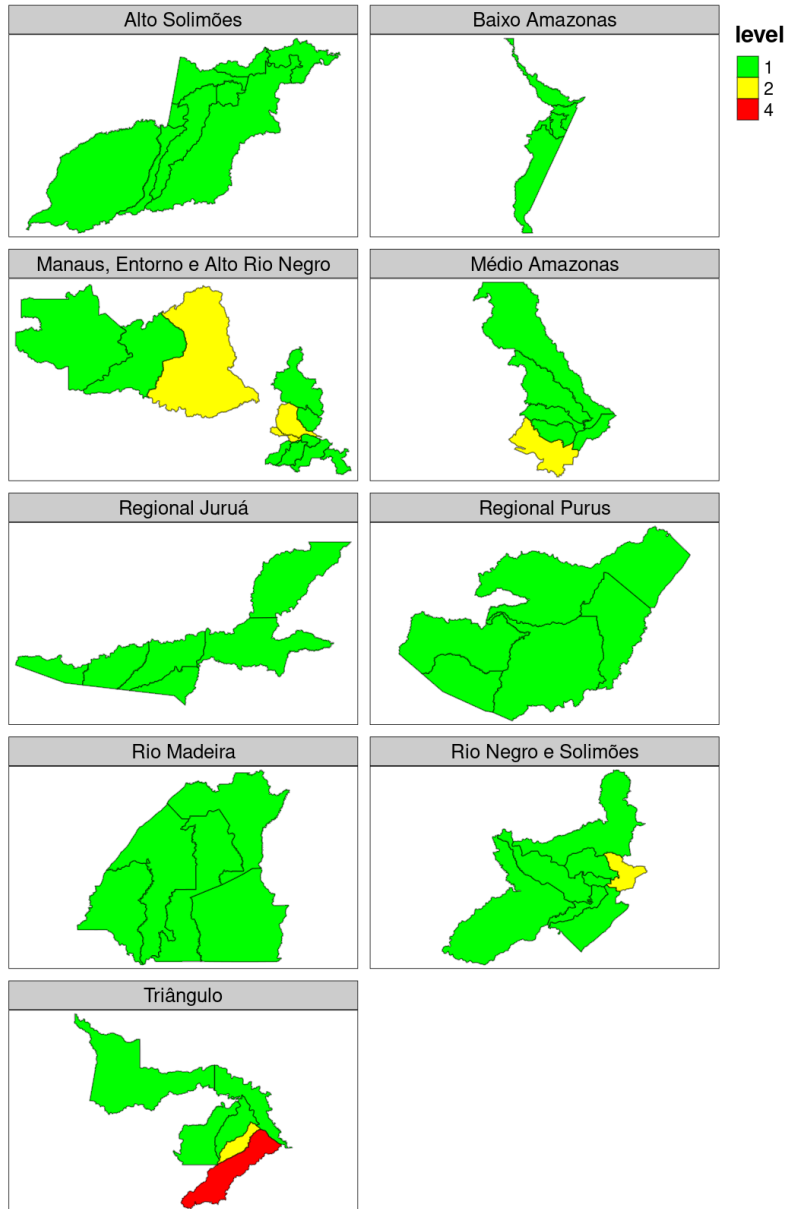 Alto Solimões
Baixo Amazonas
level
1
2
4
Manaus, Entorno e Alto Rio Negro
Médio Amazonas
Regional Juruá
Regional Purus
Rio Madeira
Rio Negro e Solimões
Triângulo